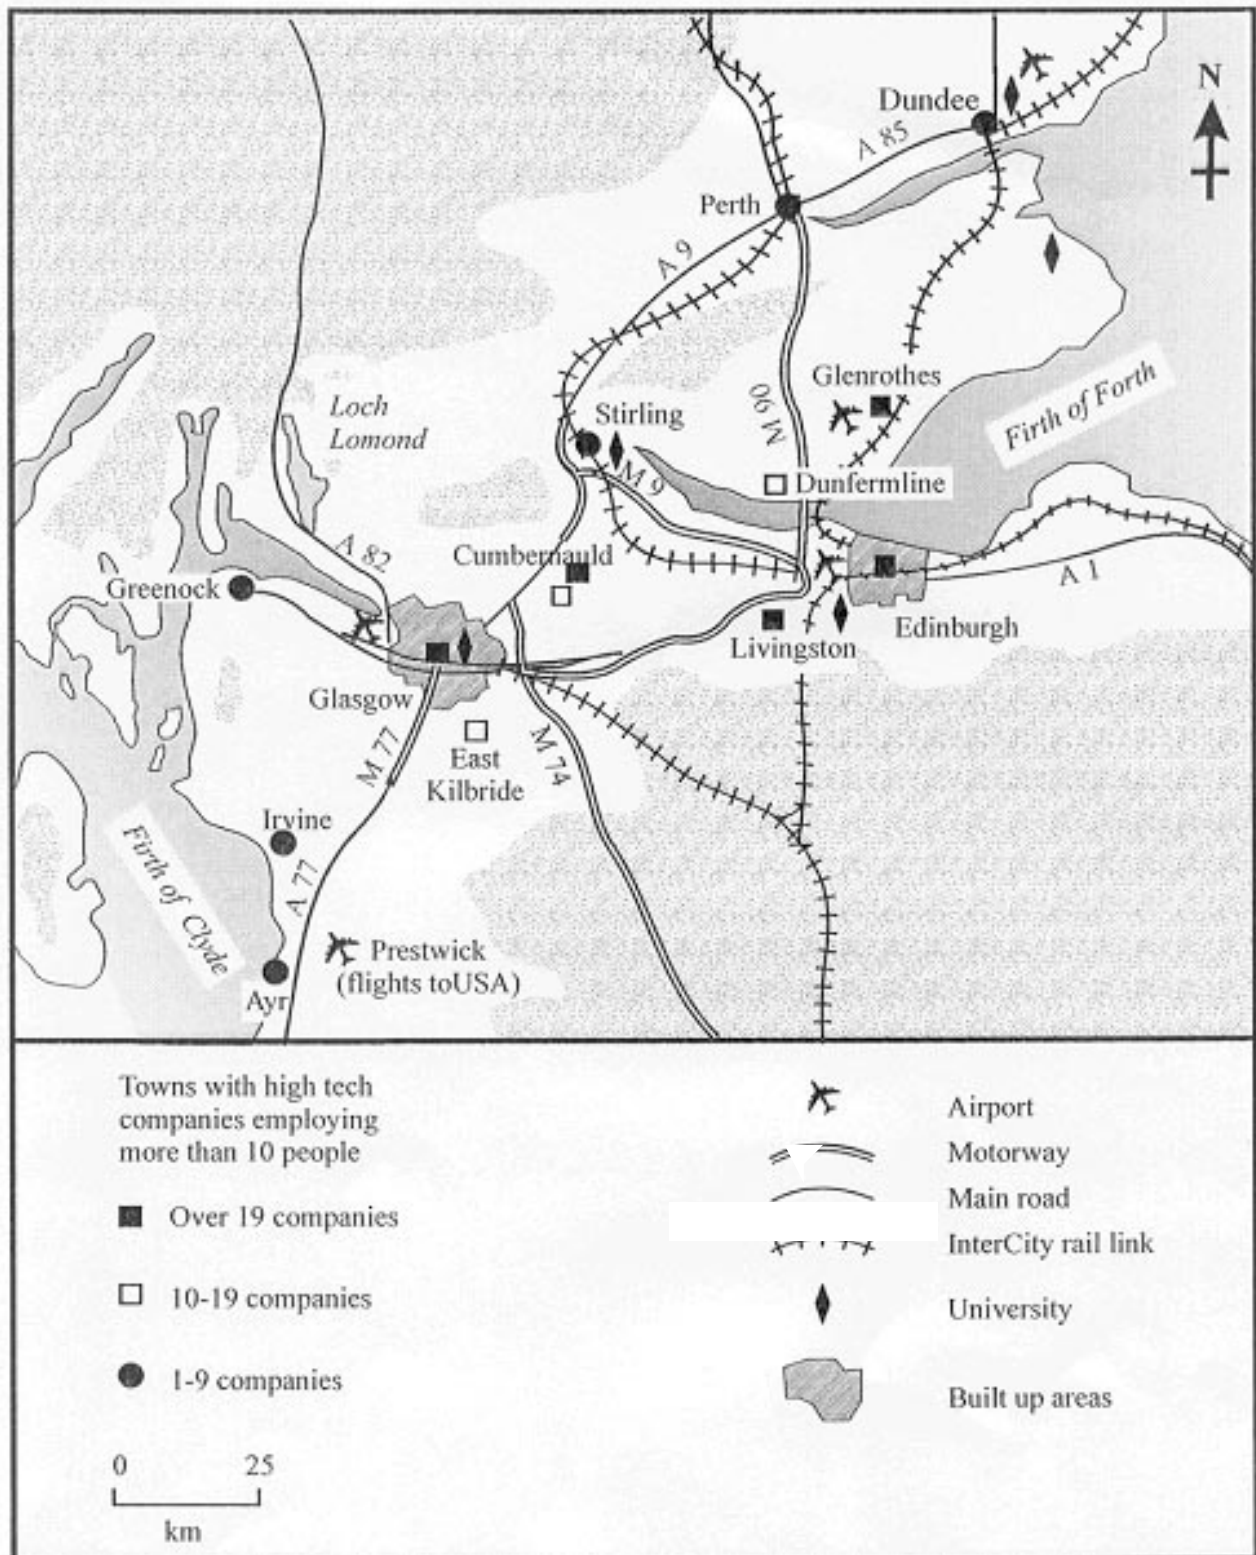 N
Dundee
A 85
Perth
A 9
Glenrothes
M 90
Firth of Forth
Loch
Lomond
Stirling
M 9
Dunfermline
A 82
Cumbernauld
Greenock
A 1
Edinburgh
Livingston
Glasgow
M 77
East
Kilbride
M 74
Irvine
Firth of Clyde
A 77
Prestwick
(flights toUSA)
Ayr
Towns with high tech
companies employing
more than 10 people
Over 19 companies
10-19 companies
1-9 companies
0 25
km
Airport
Motorway
Main road
InterCity rail link
University
Built up areas